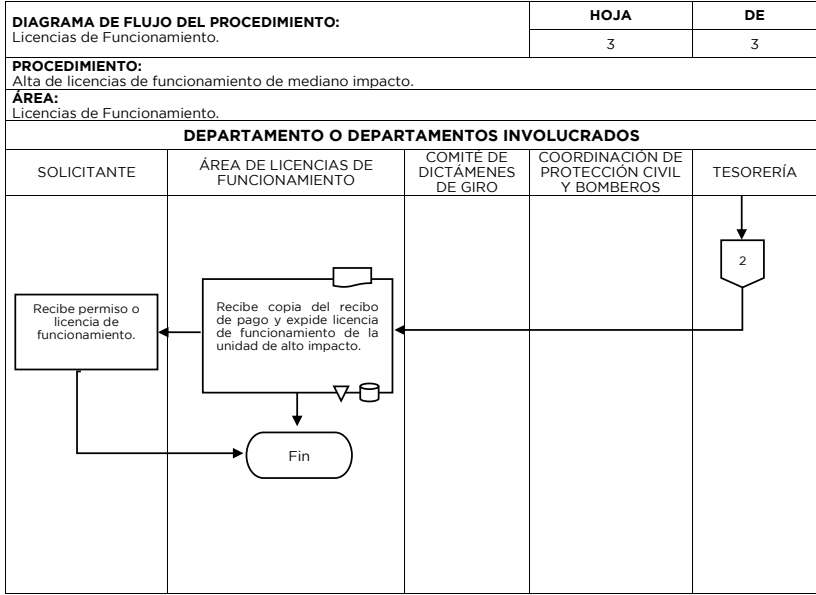 DIAGRAMA DE FLUJO DEL PROCEDIMIENTO:
Licencias de Funcionamiento.
HOJA
DE
3
3
PROCEDIMIENTO:
Alta de licencias de funcionamiento de mediano impacto.
ÁREA:
Licencias de Funcionamiento.
DEPARTAMENTO O DEPARTAMENTOS INVOLUCRADOS
SOLICITANTE
ÁREA DE LICENCIAS DE
FUNCIONAMIENTO
COMITÉ DE
DICTÁMENES
DE GIRO
COORDINACIÓN DE
PROTECCIÓN CIVIL
Y BOMBEROS
TESORERÍA
2
Recibe permiso o
licencia de
funcionamiento.
Recibe copia del recibo
de pago y expide licencia
de funcionamiento de la
unidad de alto impacto.
Fin